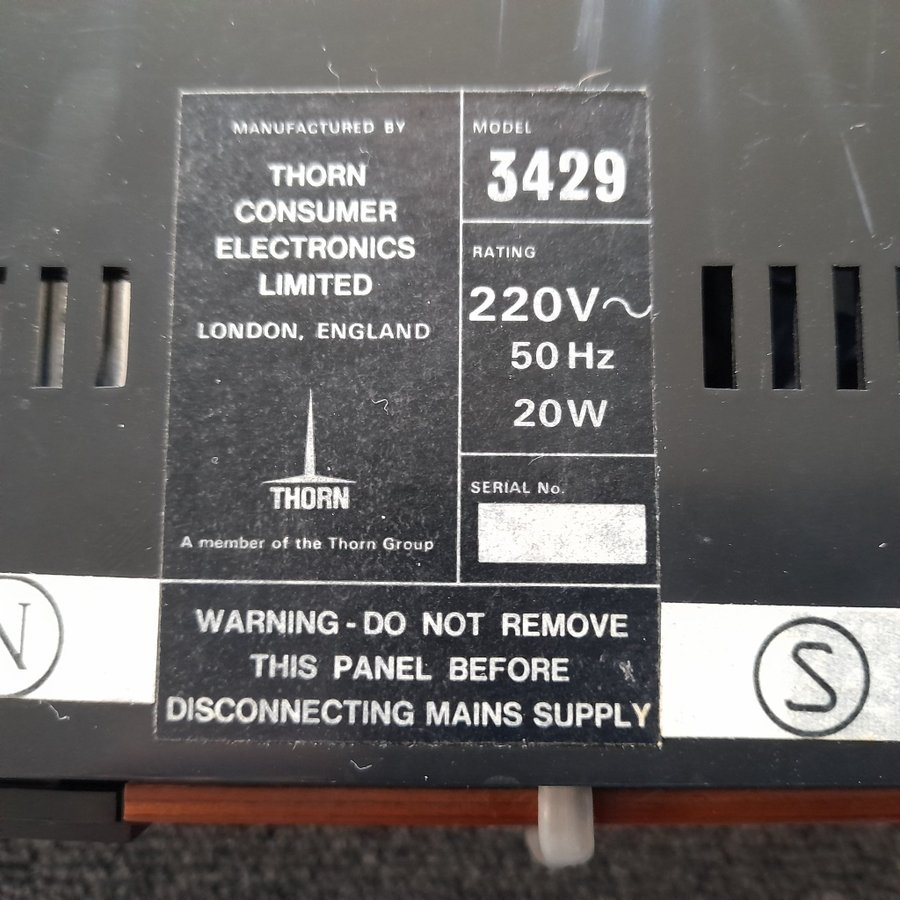 MANUFACTURED BY
THORN
CONSUMER
ELECTRONICS
LIMITED
LONDON, ENGLAND
THORN
A member of the Thorn Group
MODEL
3429
RATING
220V~
50 Hz
20W
SERIAL No.
WARNING - DO NOT REMOVE
THIS PANEL BEFORE
DISCONNECTING MAINS SUPPLY
N
S